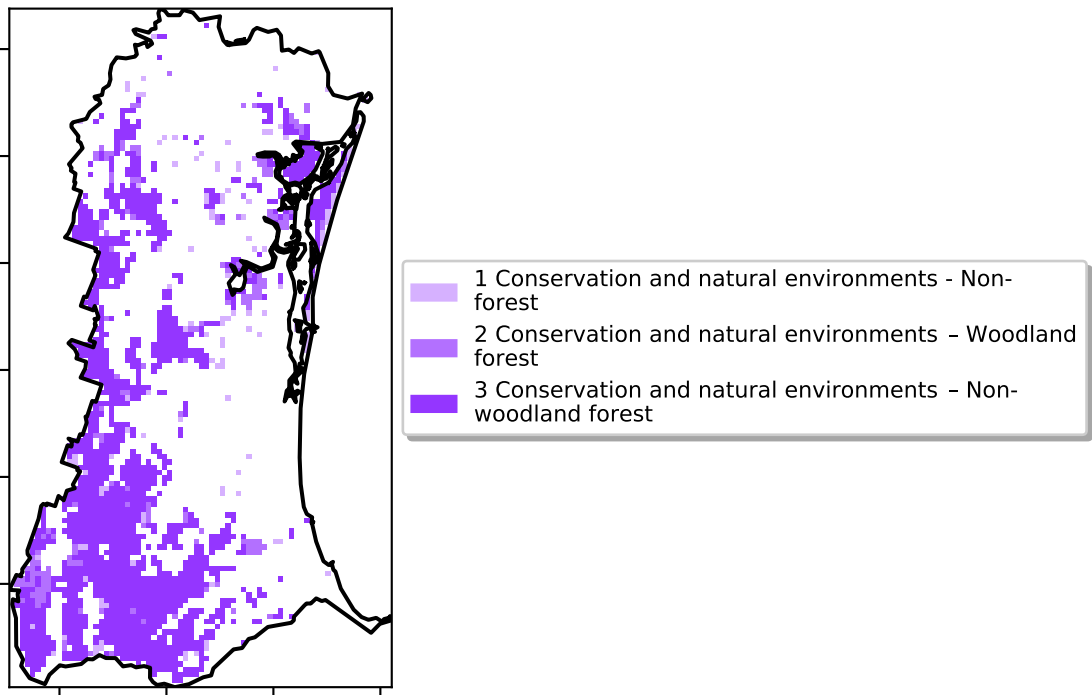 1 Conservation and natural environments - Non-
forest
2 Conservation and natural environments – Woodland
forest
3 Conservation and natural environments – Non-
woodland forest